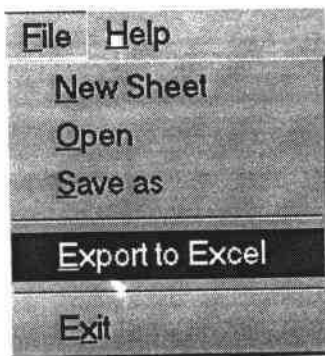 File Help
New Sheet
Open
Save as
Export to Excel
Exit